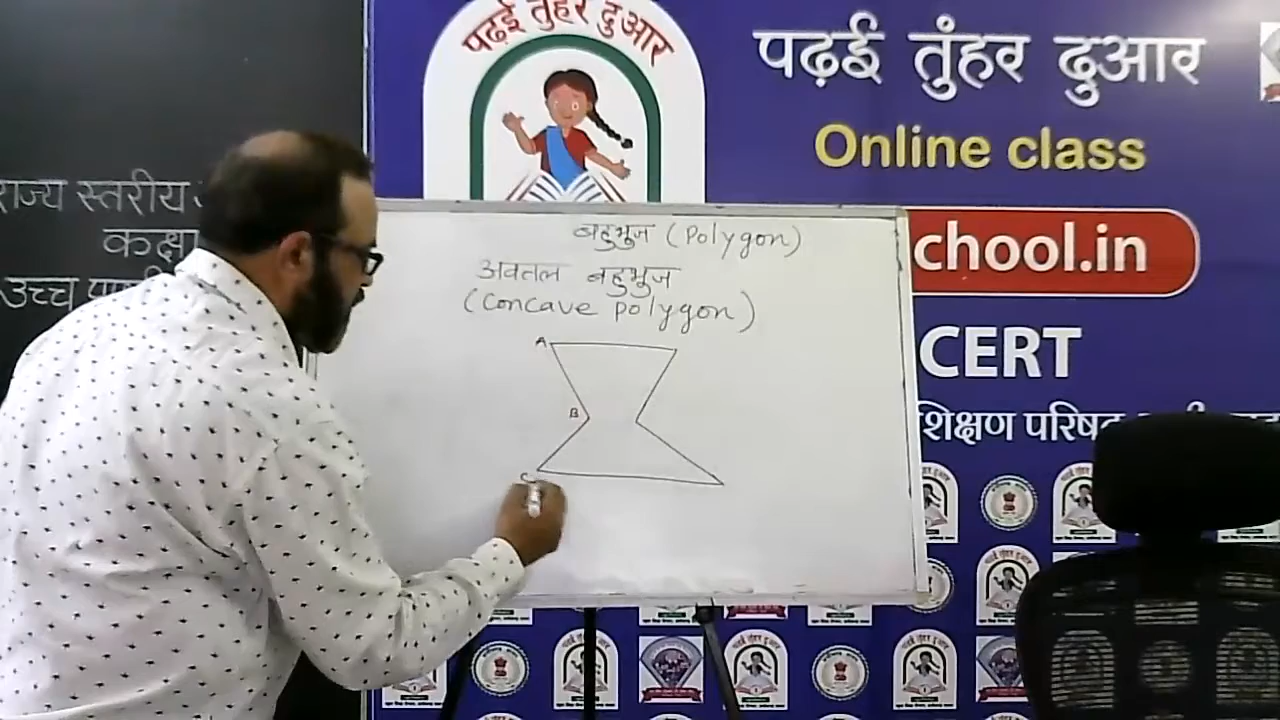 पढ़ई तुंहर दुआर
पढ़ई तुंहर दुआर
Online class
chool.in
CERT
शिक्षण परिषद
राज्य स्तरीय
कक्षा
उच्च
बहुभुज (Polygon)
अवतल बहुभुज
(Concave polygon)
A
B
C